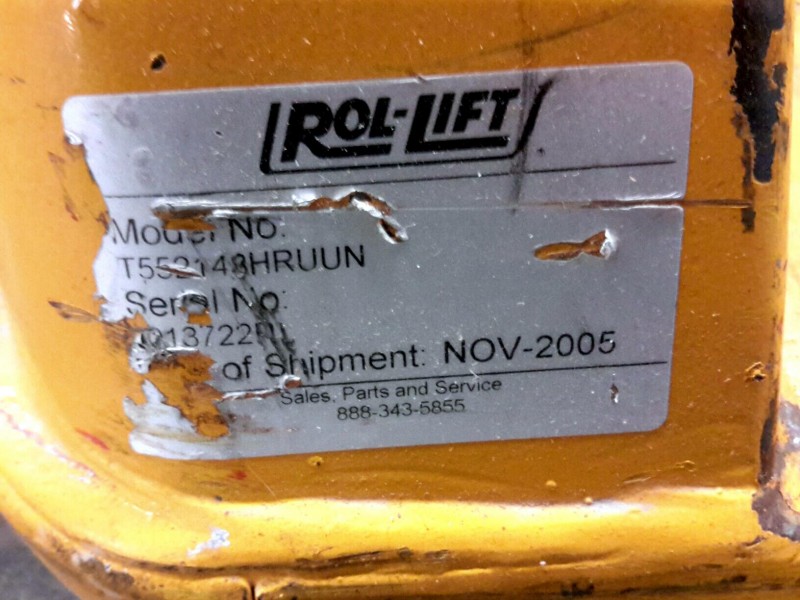 ROL-LIFT
Model No:
T552148HRUUN
Serial No:
of Shipment: NOV-2005
Sales, Parts and Service
888-343-5855